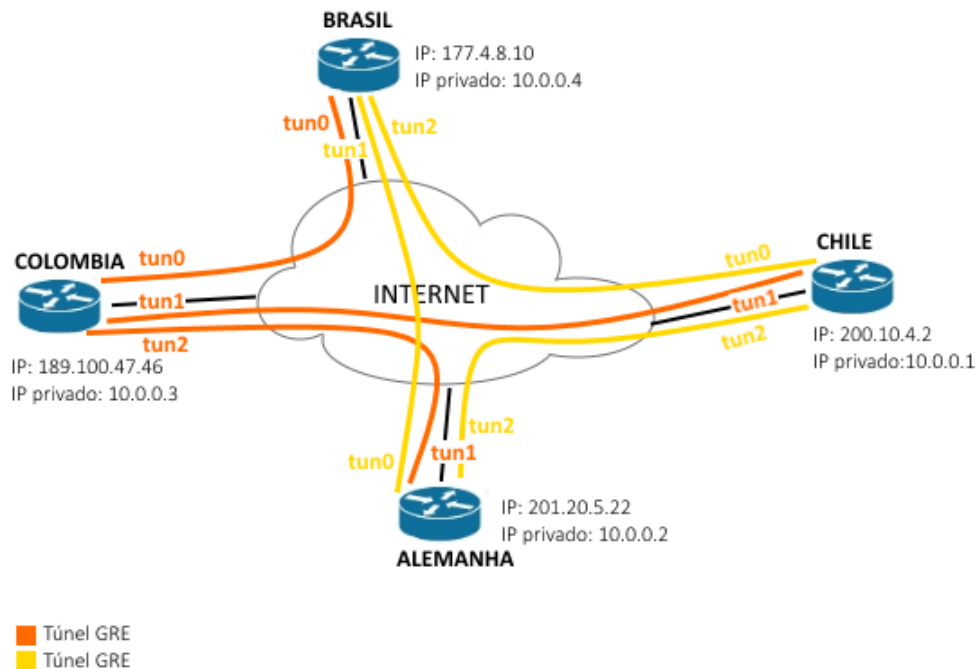 BRASIL
IP: 177.4.8.10
IP privado: 10.0.0.4
tun0
tun2
tun1
COLOMBIA
tun0
tun1
tun2
INTERNET
IP: 189.100.47.46
IP privado: 10.0.0.3
CHILE
tun0
tun1
tun2
IP: 200.10.4.2
IP privado:10.0.0.1
tun2
tun1
tun0
IP: 201.20.5.22
IP privado: 10.0.0.2
ALEMANHA
Túnel GRE
Túnel GRE